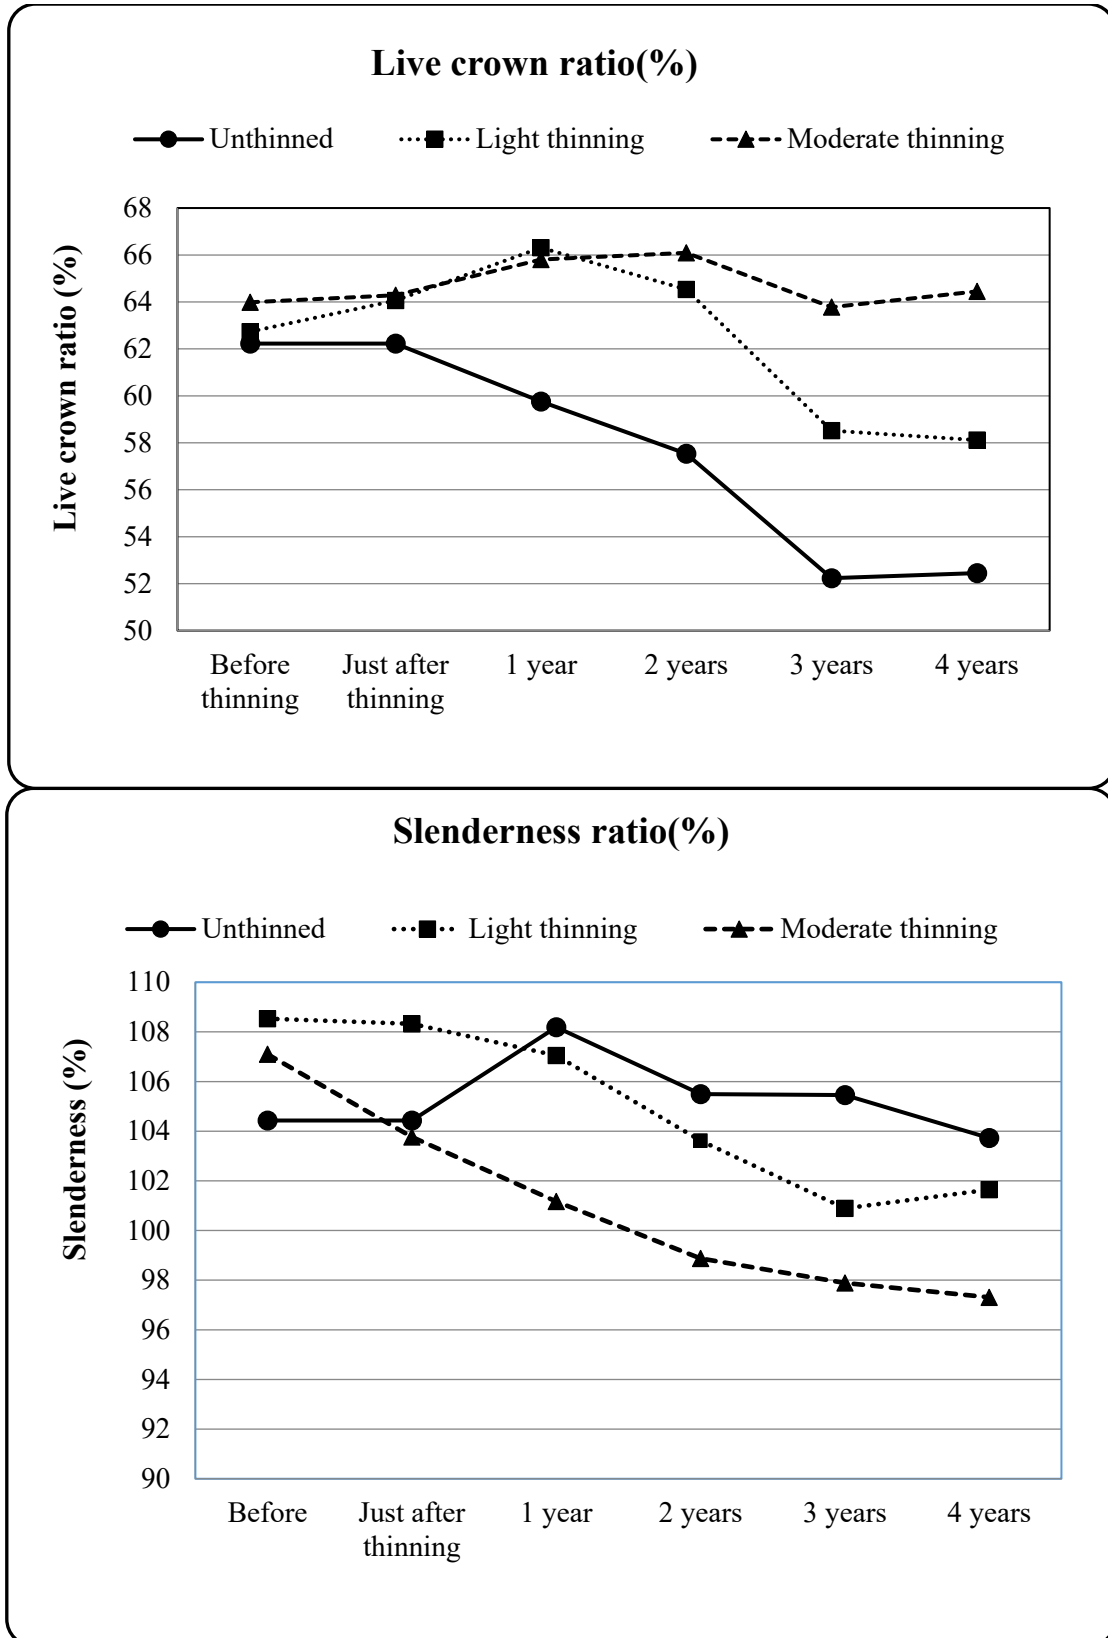 Live crown ratio(%)
Unthinned Light thinning Moderate thinning
Live crown ratio (%)
68
66
64
62
60
58
56
54
52
50
Before thinning
Just after thinning
1 year
2 years
3 years
4 years
Slenderness ratio(%)
Unthinned Light thinning Moderate thinning
Slenderness (%)
110
108
106
104
102
100
98
96
94
92
90
Before
Just after thinning
1 year
2 years
3 years
4 years